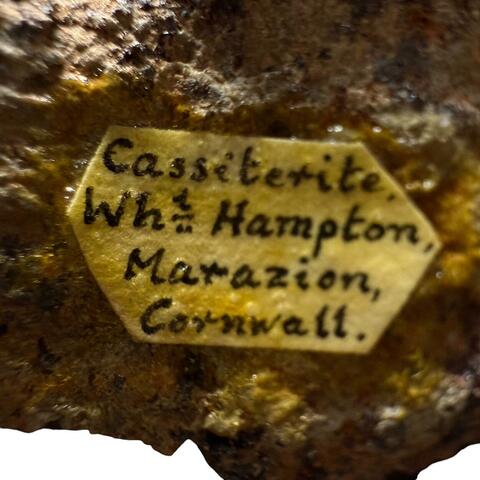 Cassiterite,
Whl Hampton,
Marazion,
Cornwall.